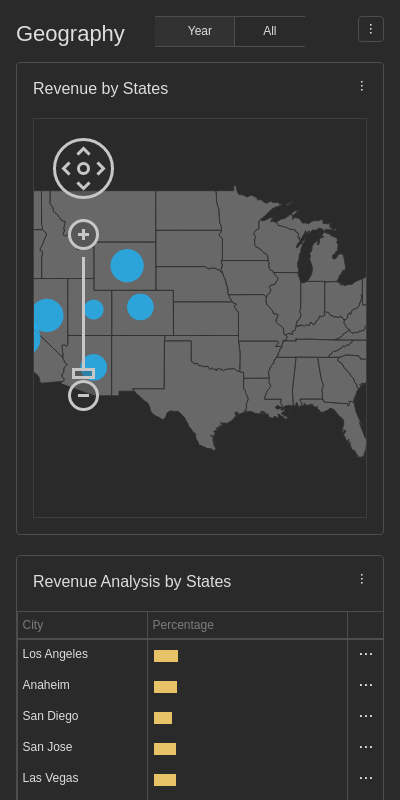 Geography
Year
All
Revenue by States
Revenue Analysis by States
City
Percentage
Los Angeles
Anaheim
San Diego
San Jose
Las Vegas